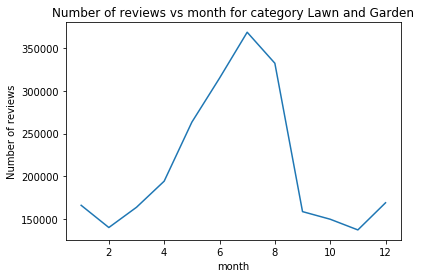 Number of reviews vs month for category Lawn and Garden
350000
300000
250000
200000
150000
Number of reviews
2 4 6 8 10 12
month